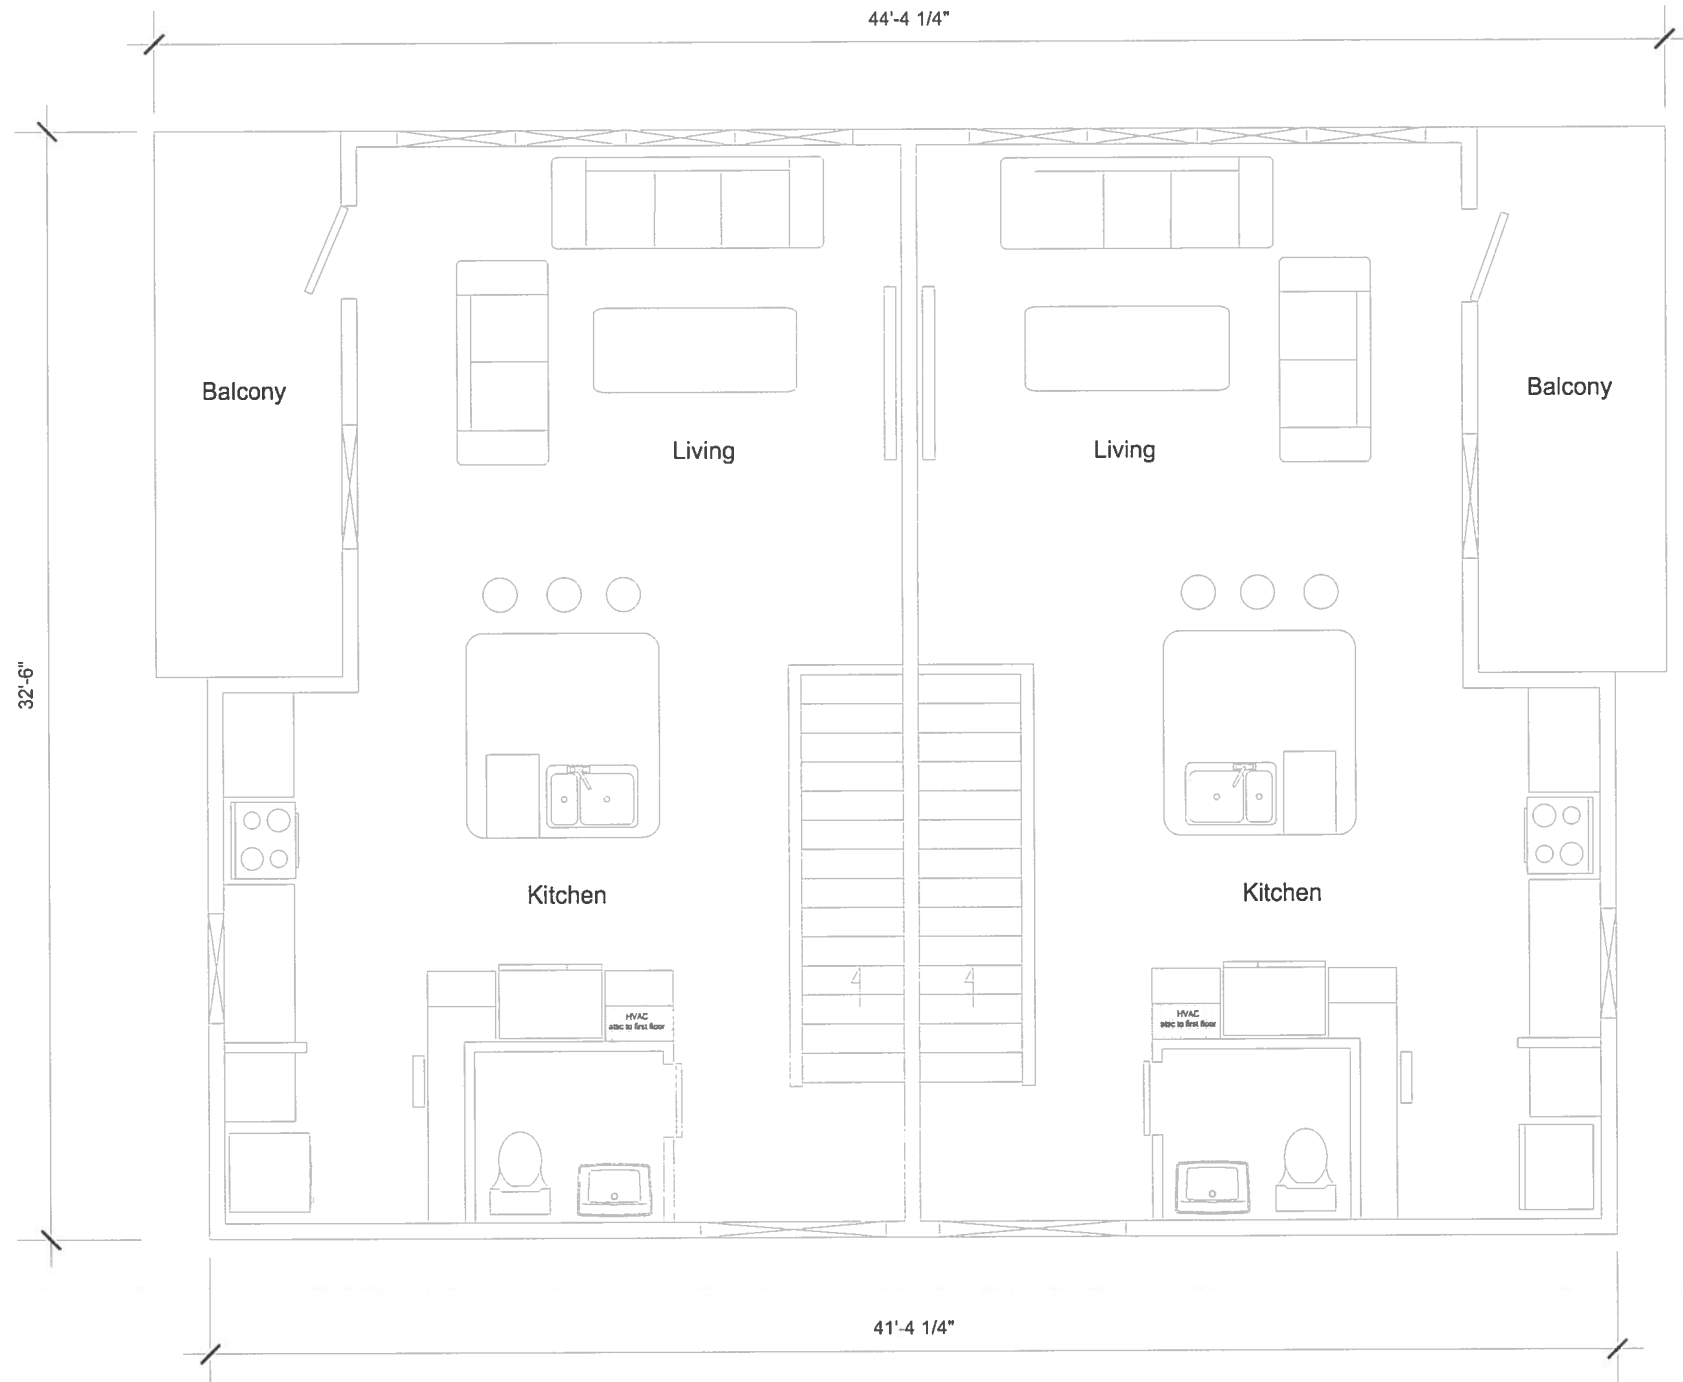 44'-4 1/4"
Balcony
Balcony
Living
Living
32'-6"
Kitchen
Kitchen
HVAC
attic to first floor
HVAC
attic to first floor
41'-4 1/4"